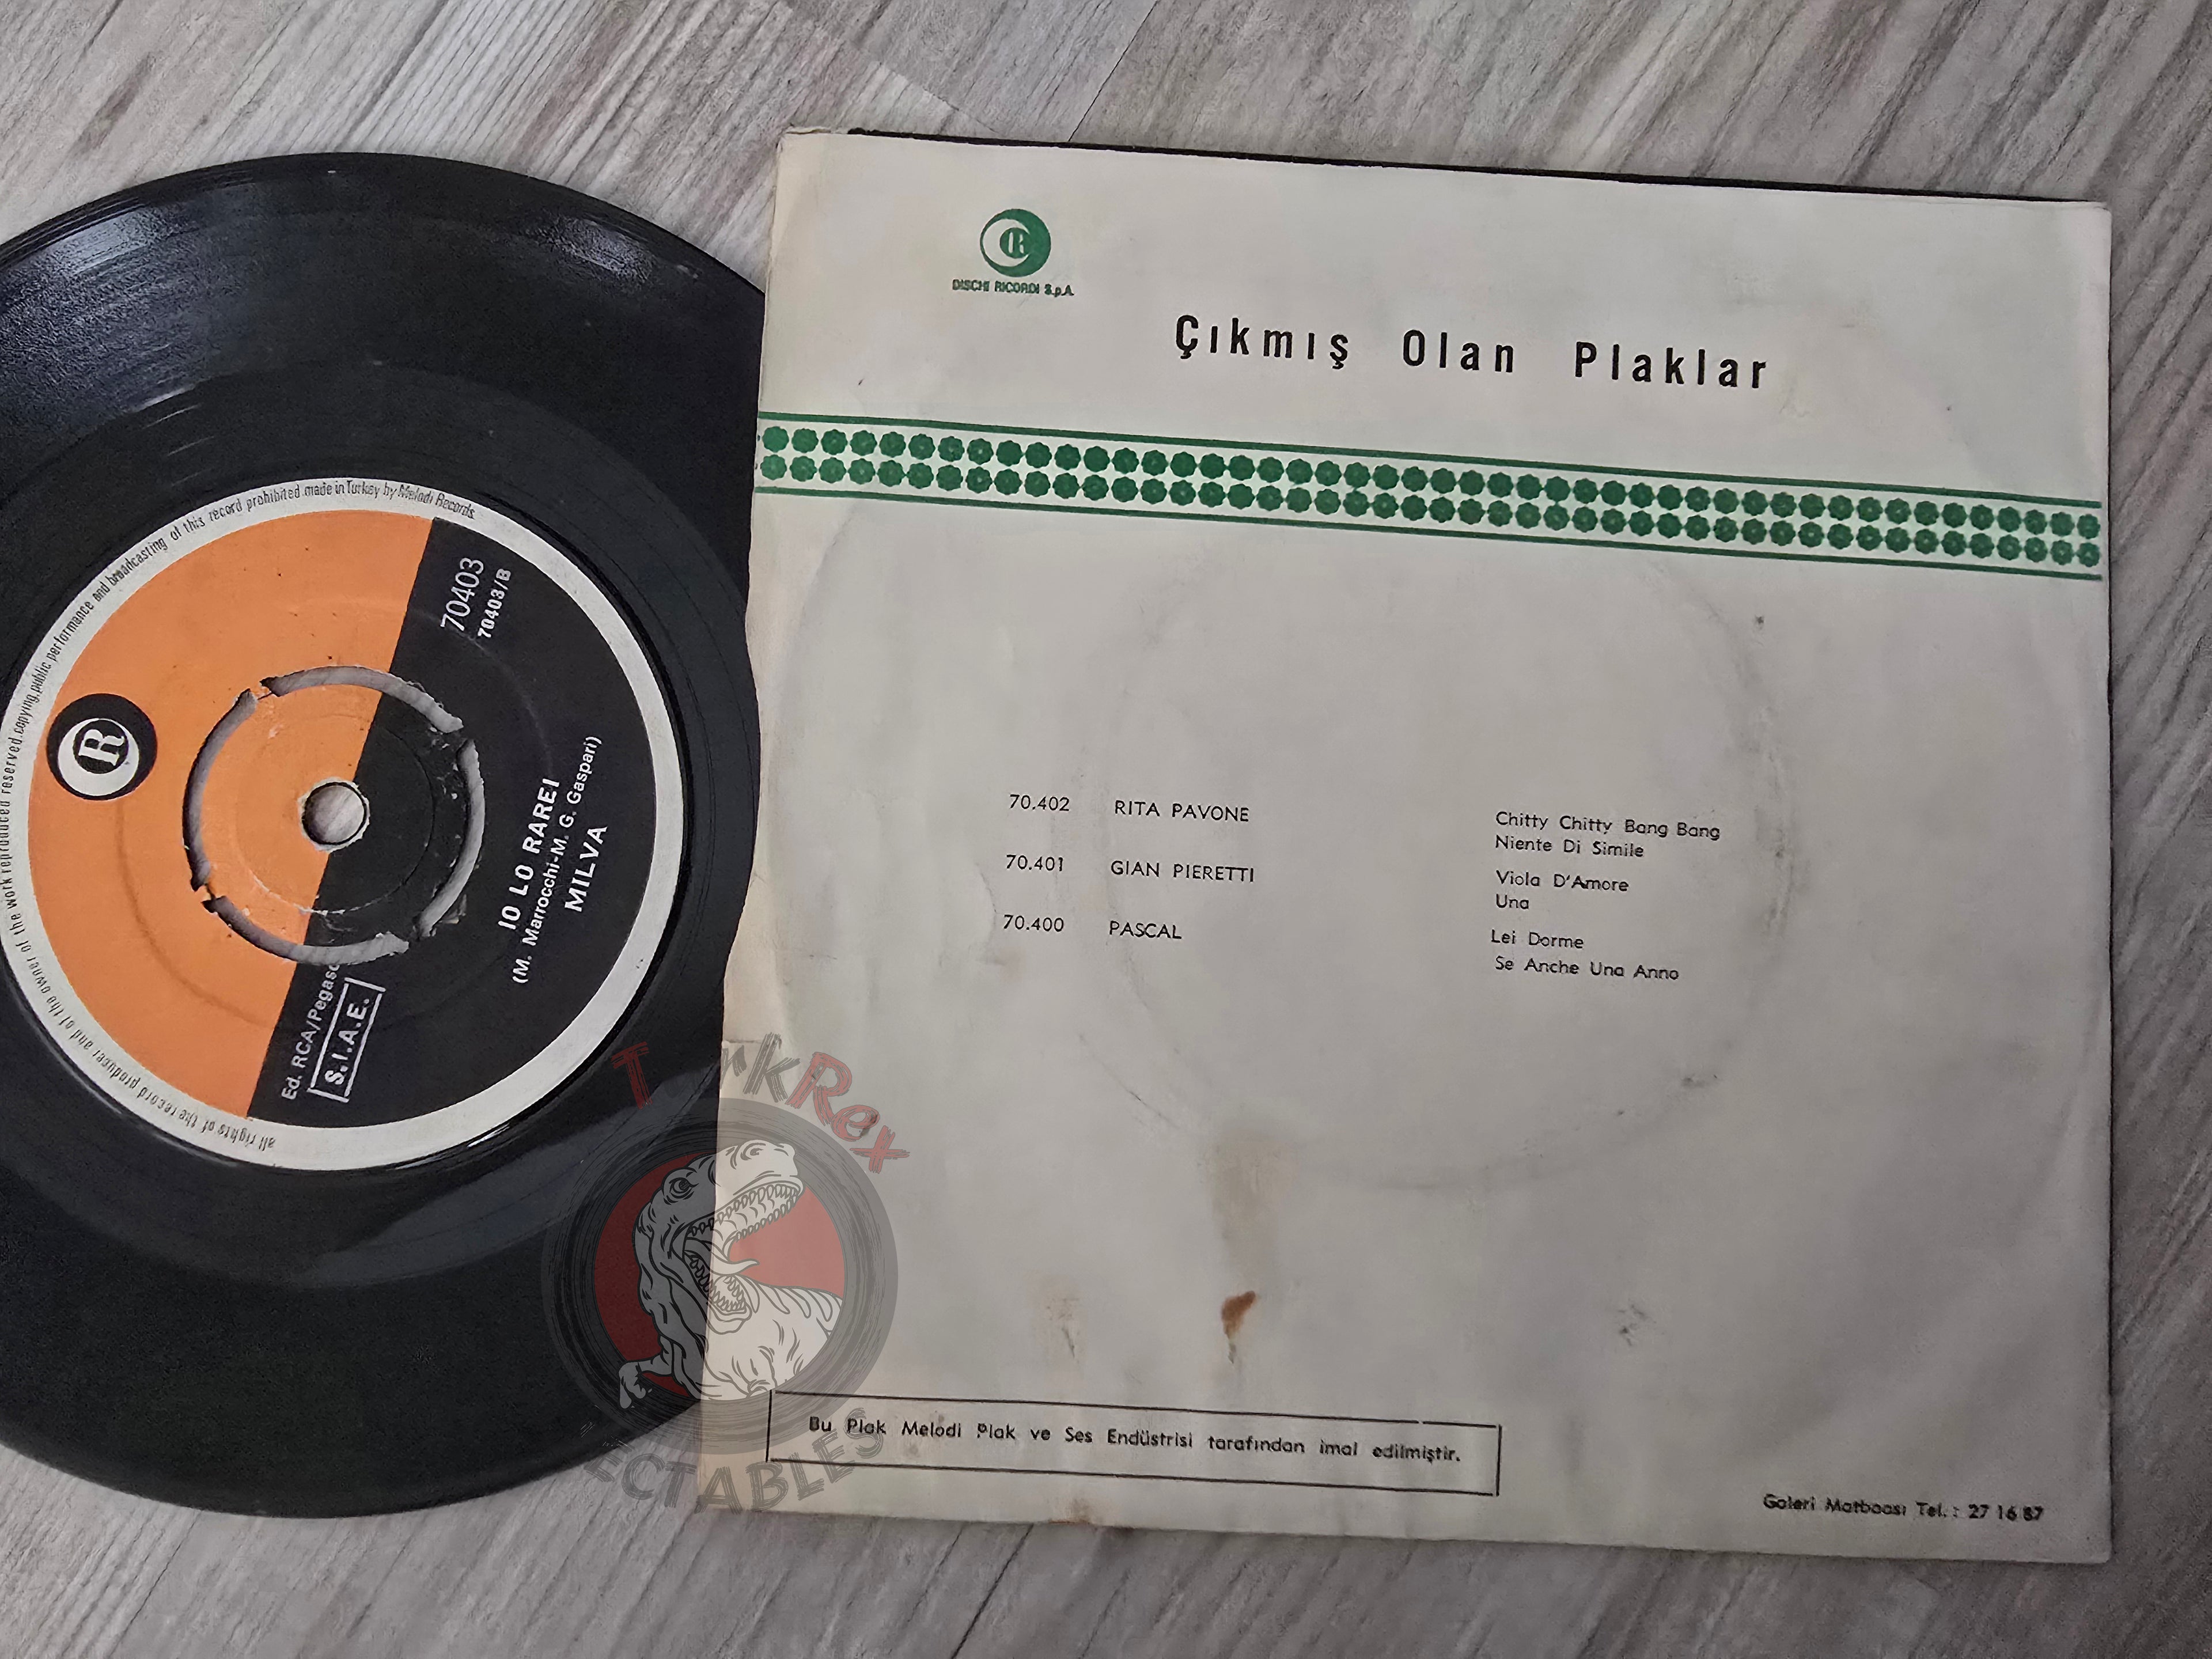 all rights of the record producer and of the owner of the work reproduced reserved.copying.public performance and broadcasting of this record prohibited made in Turkey by Melodi Records
R
70403
70403/B
IO LO RAREI
(M. Marrocchi-M. G. Gaspari)
MILVA
Ed. RCA/Pegaso
S.I.A.E.
R
DISCHI RICORDI S.p.A.
Çıkmış Olan Plaklar
70.402 RITA PAVONE Chitty Chitty Bang Bang
Niente Di Simile
70.401 GIAN PIERETTI Viola D'Amore
Una
70.400 PASCAL Lei Dorme
Se Anche Una Anno
Bu Plak Melodi Plak ve Ses Endüstrisi tarafından imal edilmiştir.
Galeri Matbaası Tel. : 27 16 87
T rkRex
ECTABLES